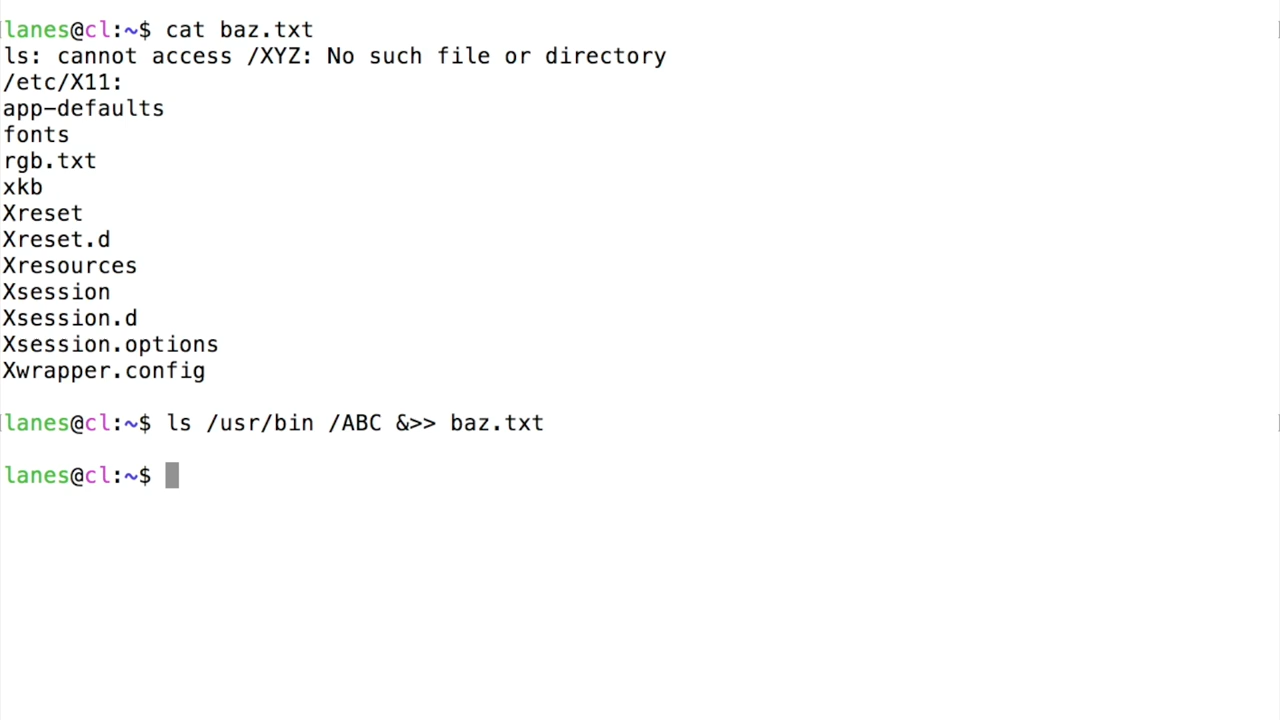 lanes@cl:~$ cat baz.txt
ls: cannot access /XYZ: No such file or directory
/etc/X11:
app-defaults
fonts
rgb.txt
xkb
Xreset
Xreset.d
Xresources
Xsession
Xsession.d
Xsession.options
Xwrapper.config
lanes@cl:~$ ls /usr/bin /ABC &>> baz.txt
lanes@cl:~$